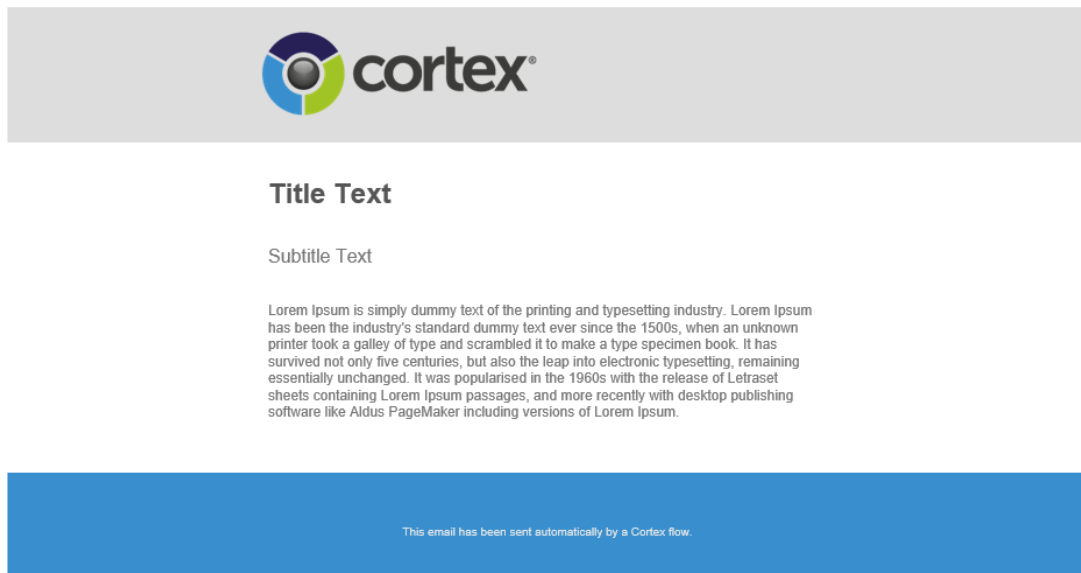 cortex®
Title Text
Subtitle Text
Lorem Ipsum is simply dummy text of the printing and typesetting industry. Lorem Ipsum
has been the industry's standard dummy text ever since the 1500s, when an unknown
printer took a galley of type and scrambled it to make a type specimen book. It has
survived not only five centuries, but also the leap into electronic typesetting, remaining
essentially unchanged. It was popularised in the 1960s with the release of Letraset
sheets containing Lorem Ipsum passages, and more recently with desktop publishing
software like Aldus PageMaker including versions of Lorem Ipsum.
This email has been sent automatically by a Cortex flow.